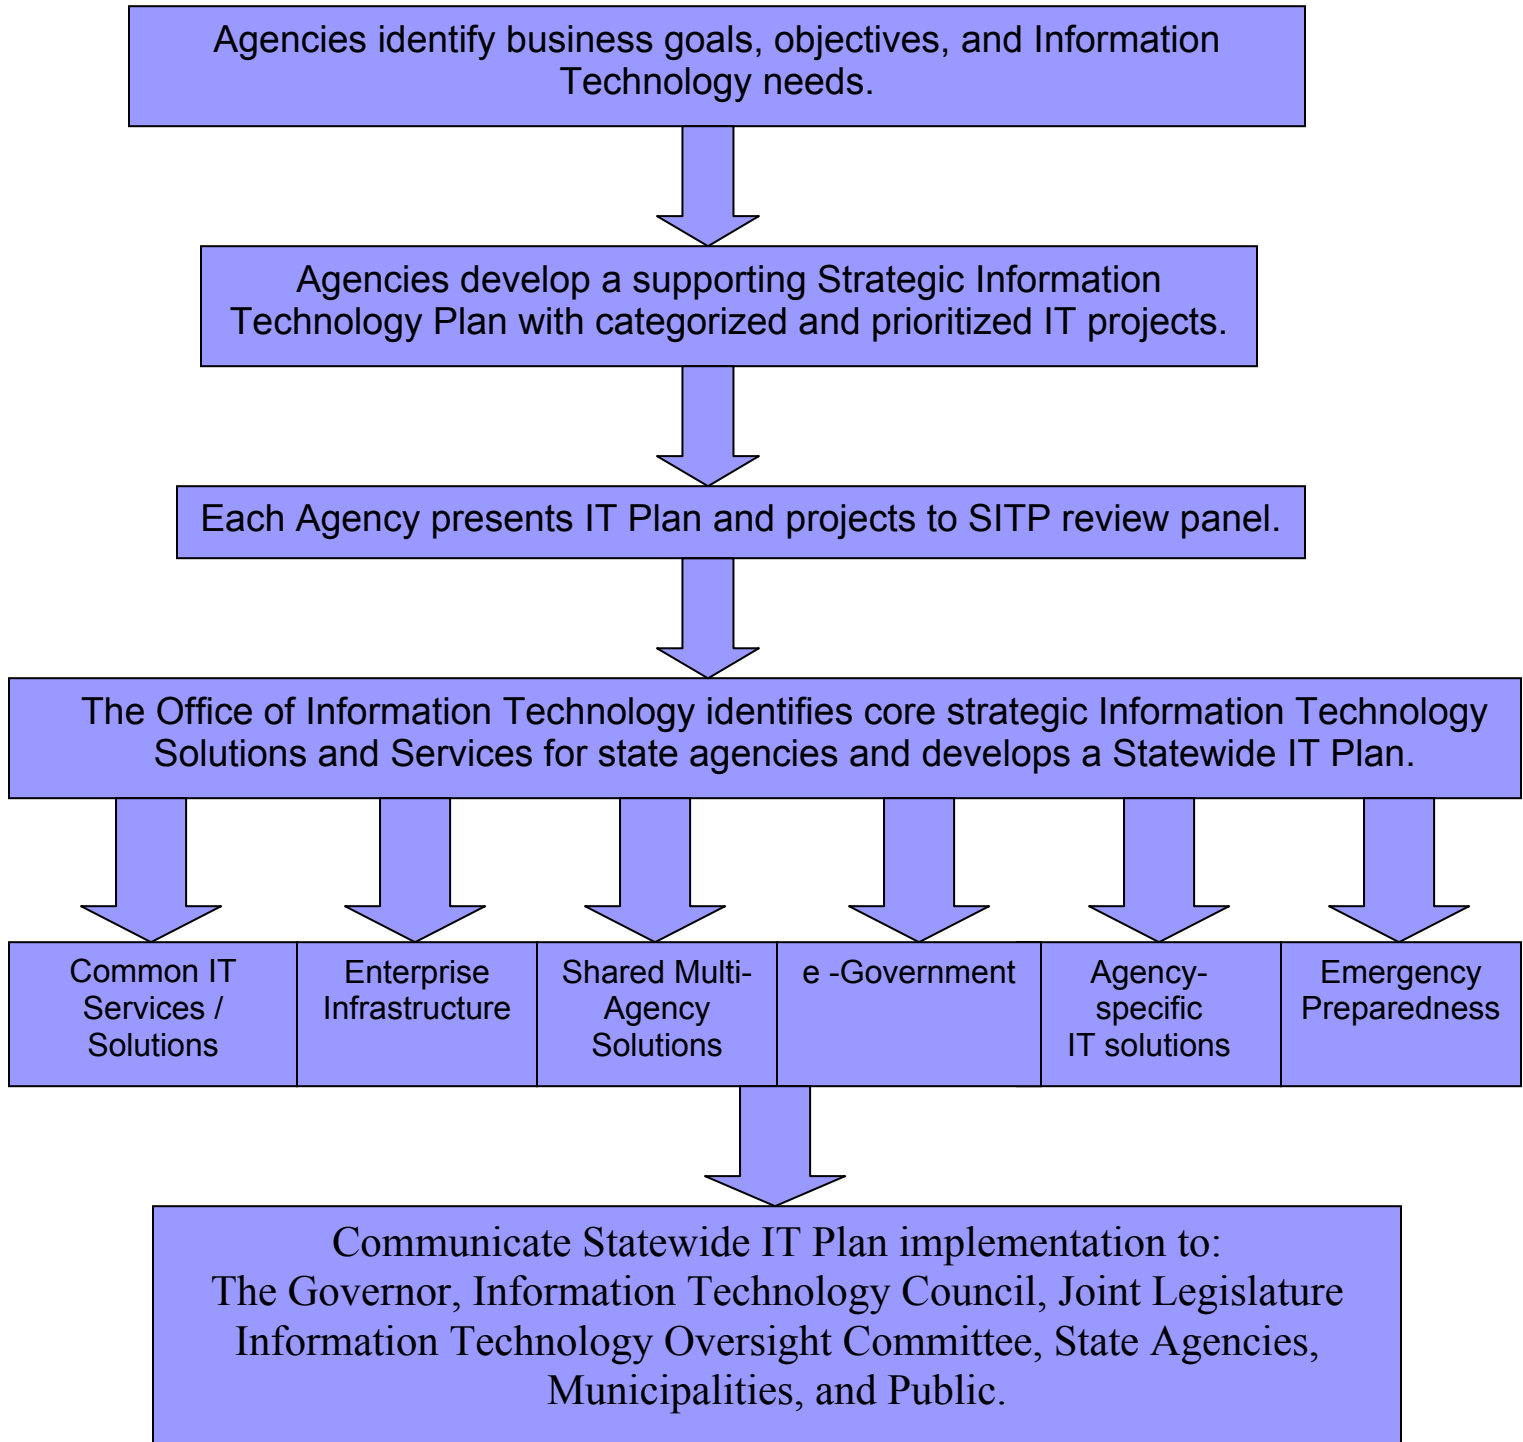 Agencies identify business goals, objectives, and Information
Technology needs.
Agencies develop a supporting Strategic Information
Technology Plan with categorized and prioritized IT projects.
Each Agency presents IT Plan and projects to SITP review panel.
The Office of Information Technology identifies core strategic Information Technology
Solutions and Services for state agencies and develops a Statewide IT Plan.
Common IT
Services /
Solutions
Enterprise
Infrastructure
Shared Multi-
Agency
Solutions
e -Government
Agency-
specific
IT solutions
Emergency
Preparedness
Communicate Statewide IT Plan implementation to:
The Governor, Information Technology Council, Joint Legislature
Information Technology Oversight Committee, State Agencies,
Municipalities, and Public.